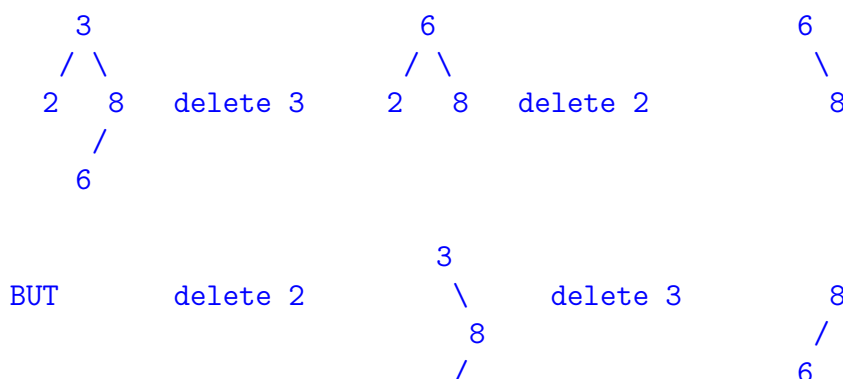 3 6 6
/ \ / \ \
2 8 delete 3 2 8 delete 2 8
/
6
3
BUT delete 2 \ delete 3 8
8 /
/ 6